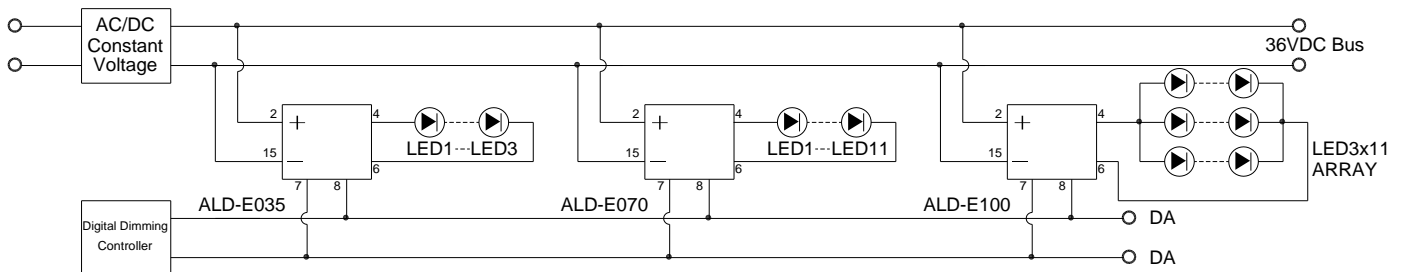 AC/DC
Constant
Voltage
36VDC Bus
2
+
15
−
4
6
7
8
LED1---LED3
ALD-E035
2
+
15
−
4
6
7
8
LED1---LED11
ALD-E070
2
+
15
−
4
6
7
8
LED3x11
ARRAY
ALD-E100
Digital Dimming
Controller
DA
DA